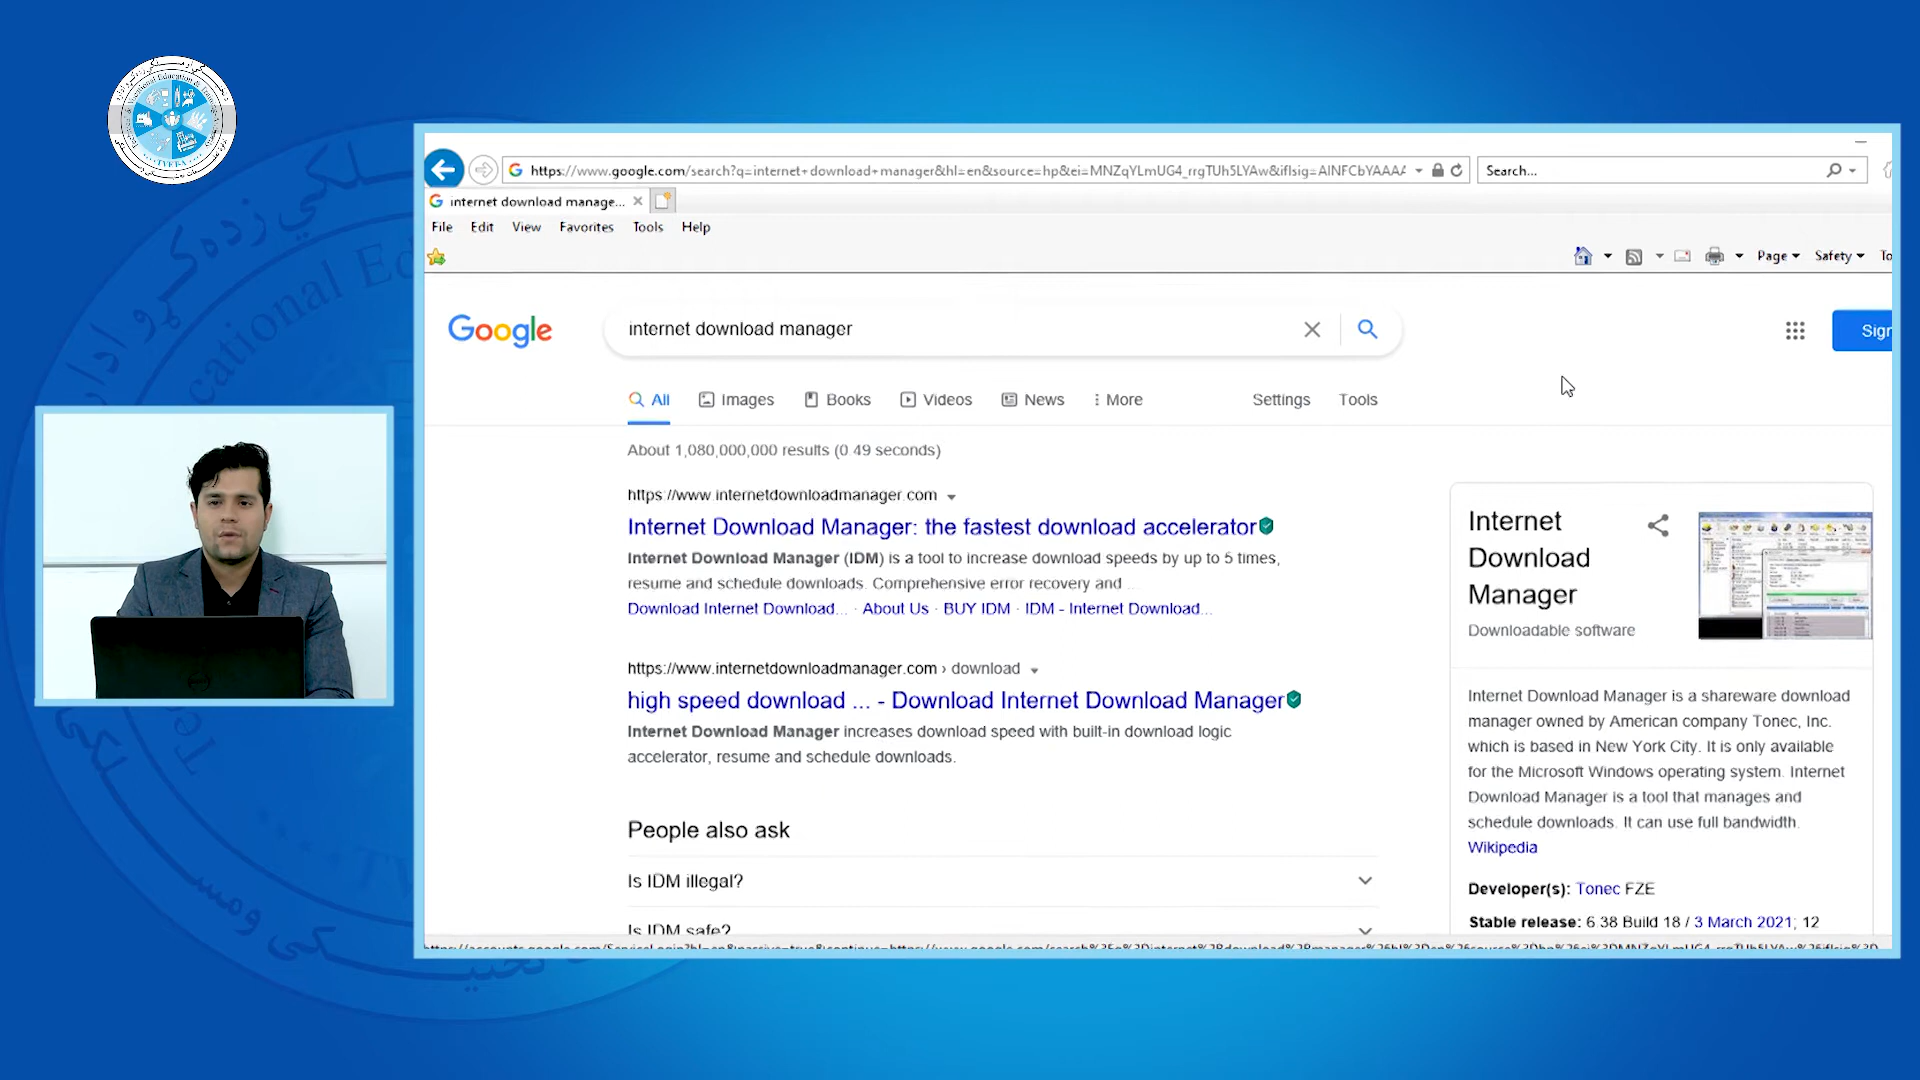 https://www.google.com/search?q=internet+download+manager&hl=en&source=hp&ei=MNZqYLmUG4_rrgTUh5LYAw&iflsig=AINFCbYAAAA
Search...
internet download manage...
File Edit View Favorites Tools Help
Page Safety
Google
internet download manager
Sign
All Images Books Videos News More Settings Tools
About 1,080,000,000 results (0.49 seconds)
https://www.internetdownloadmanager.com
Internet Download Manager: the fastest download accelerator
Internet Download Manager (IDM) is a tool to increase download speeds by up to 5 times,
resume and schedule downloads. Comprehensive error recovery and ...
Download Internet Download... · About Us · BUY IDM · IDM - Internet Download...
https://www.internetdownloadmanager.com › download
high speed download ... - Download Internet Download Manager
Internet Download Manager increases download speed with built-in download logic
accelerator, resume and schedule downloads.
People also ask
Is IDM illegal?
Is IDM safe?
Internet
Download
Manager
Downloadable software
Internet Download Manager is a shareware download
manager owned by American company Tonec, Inc.
which is based in New York City. It is only available
for the Microsoft Windows operating system. Internet
Download Manager is a tool that manages and
schedule downloads. It can use full bandwidth.
Wikipedia
Developer(s): Tonec FZE
Stable release: 6.38 Build 18 / 3 March 2021; 12